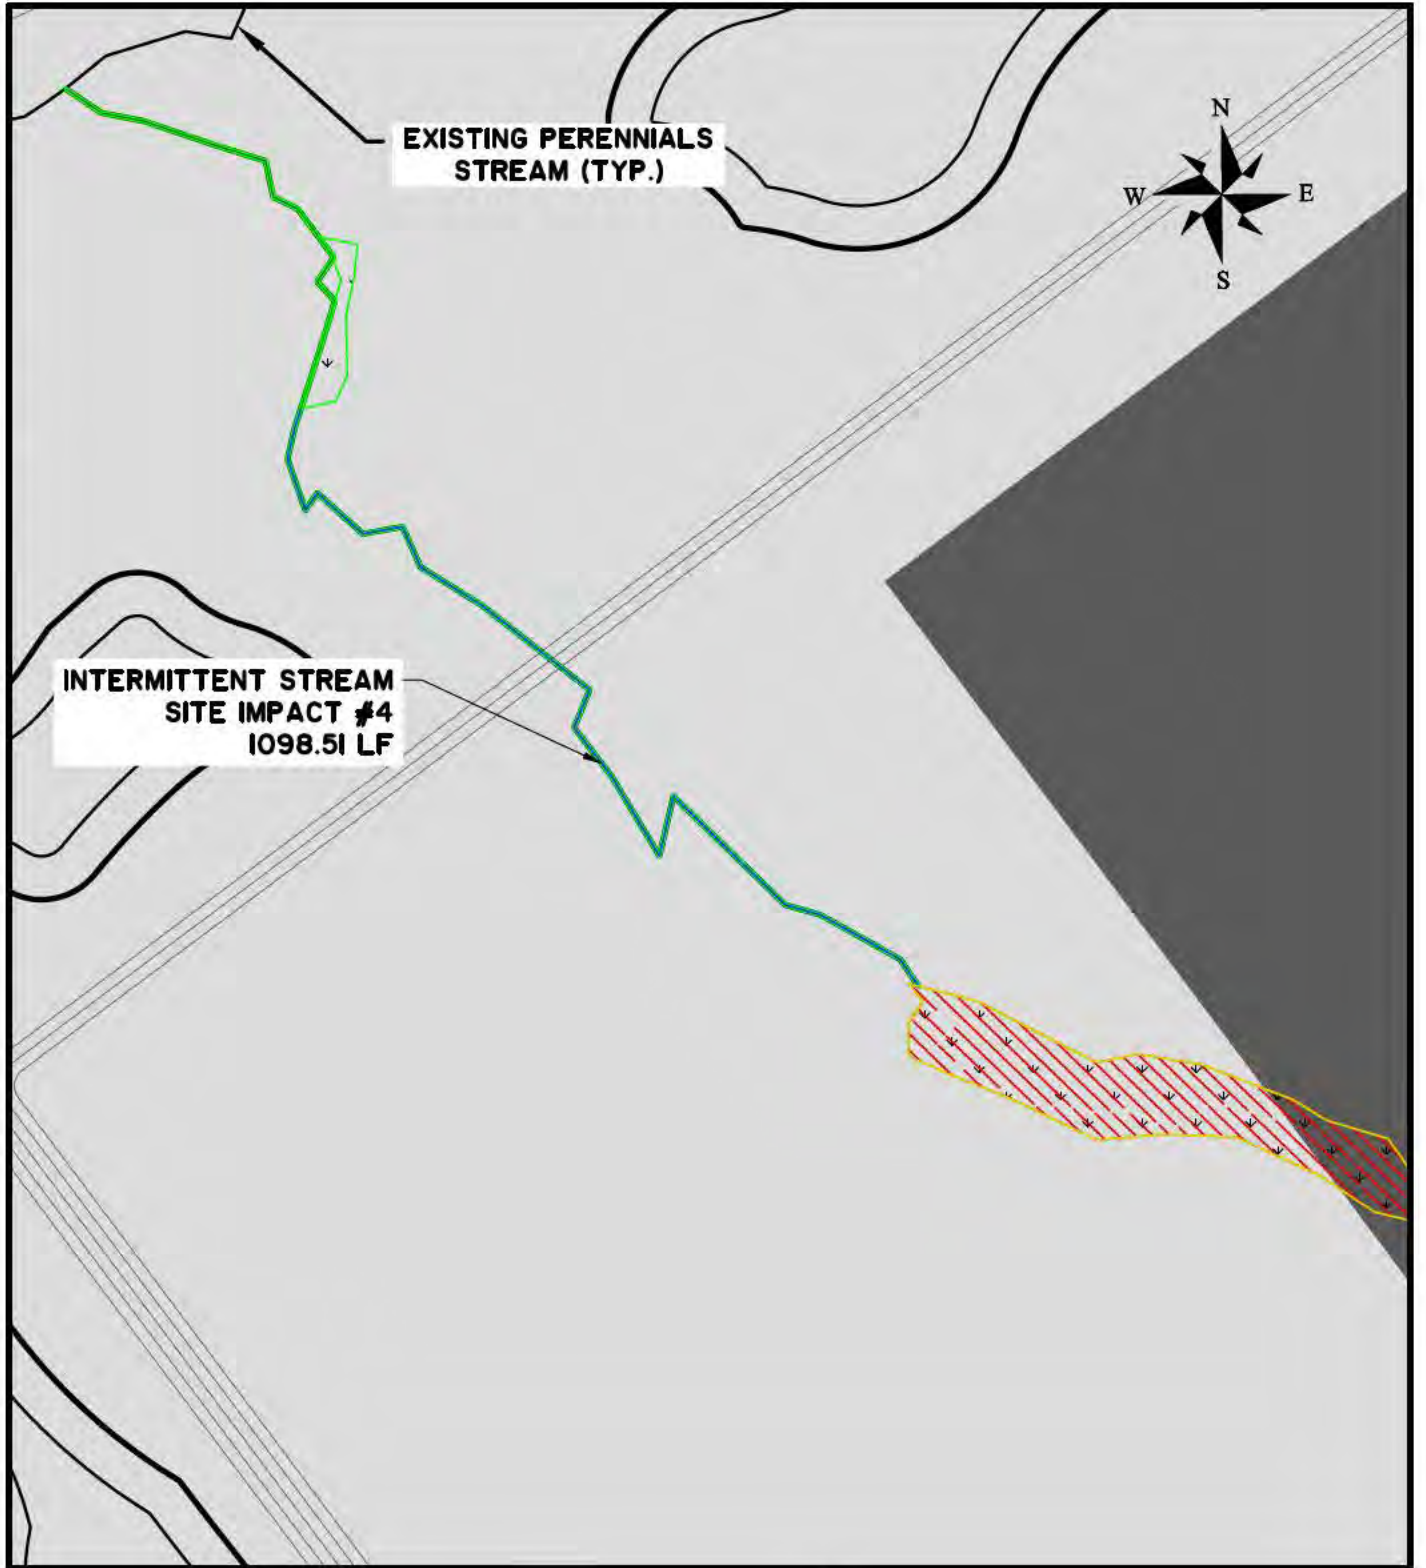 EXISTING PERENNIALS
STREAM (TYP.)
N
W
E
S
INTERMITTENT STREAM
SITE IMPACT #4
1098.51 LF